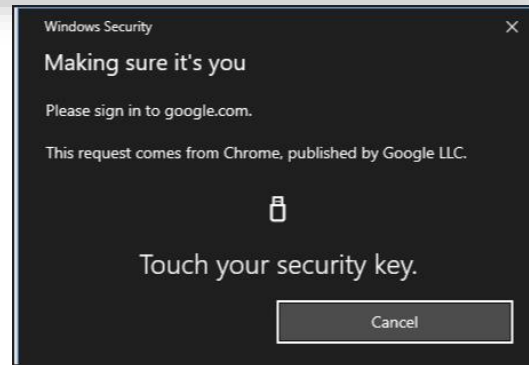 Windows Security
Making sure it's you
Please sign in to google.com.
This request comes from Chrome, published by Google LLC.
Touch your security key.
Cancel